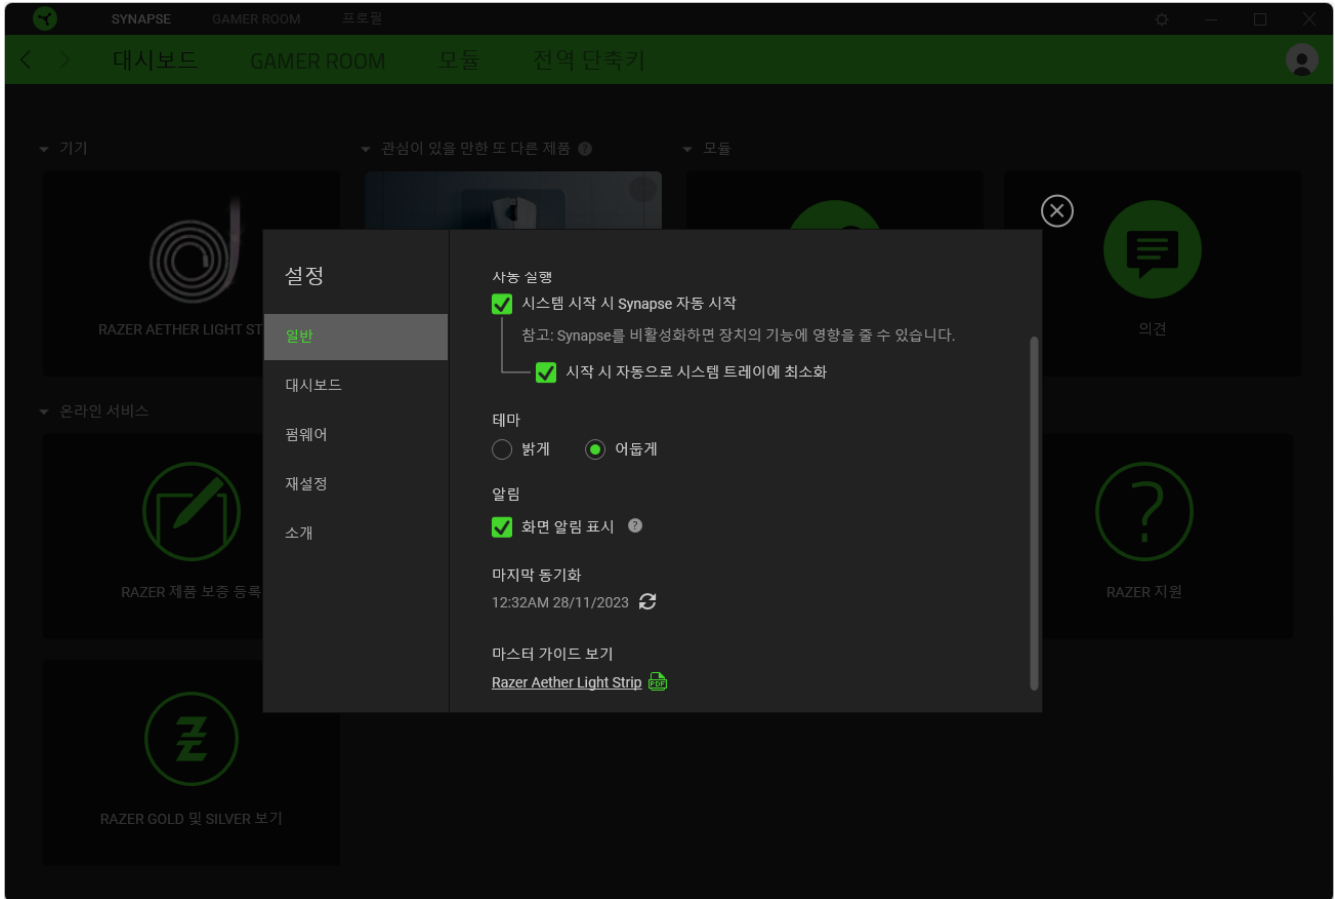 SYNAPSE GAMER ROOM 프로필
대시보드 GAMER ROOM 모듈 전역 단축키
기기
관심이 있을 만한 또 다른 제품 ?
모듈
RAZER AETHER LIGHT ST
의견
온라인 서비스
RAZER 제품 보증 등록
RAZER 지원
RAZER GOLD 및 SILVER 보기
설정
일반
대시보드
펌웨어
재설정
소개
자동 실행
시스템 시작 시 Synapse 자동 시작
참고: Synapse를 비활성화하면 장치의 기능에 영향을 줄 수 있습니다.
시작 시 자동으로 시스템 트레이에 최소화
테마
밝게 어둡게
알림
화면 알림 표시 ?
마지막 동기화
12:32AM 28/11/2023
마스터 가이드 보기
Razer Aether Light Strip PDF